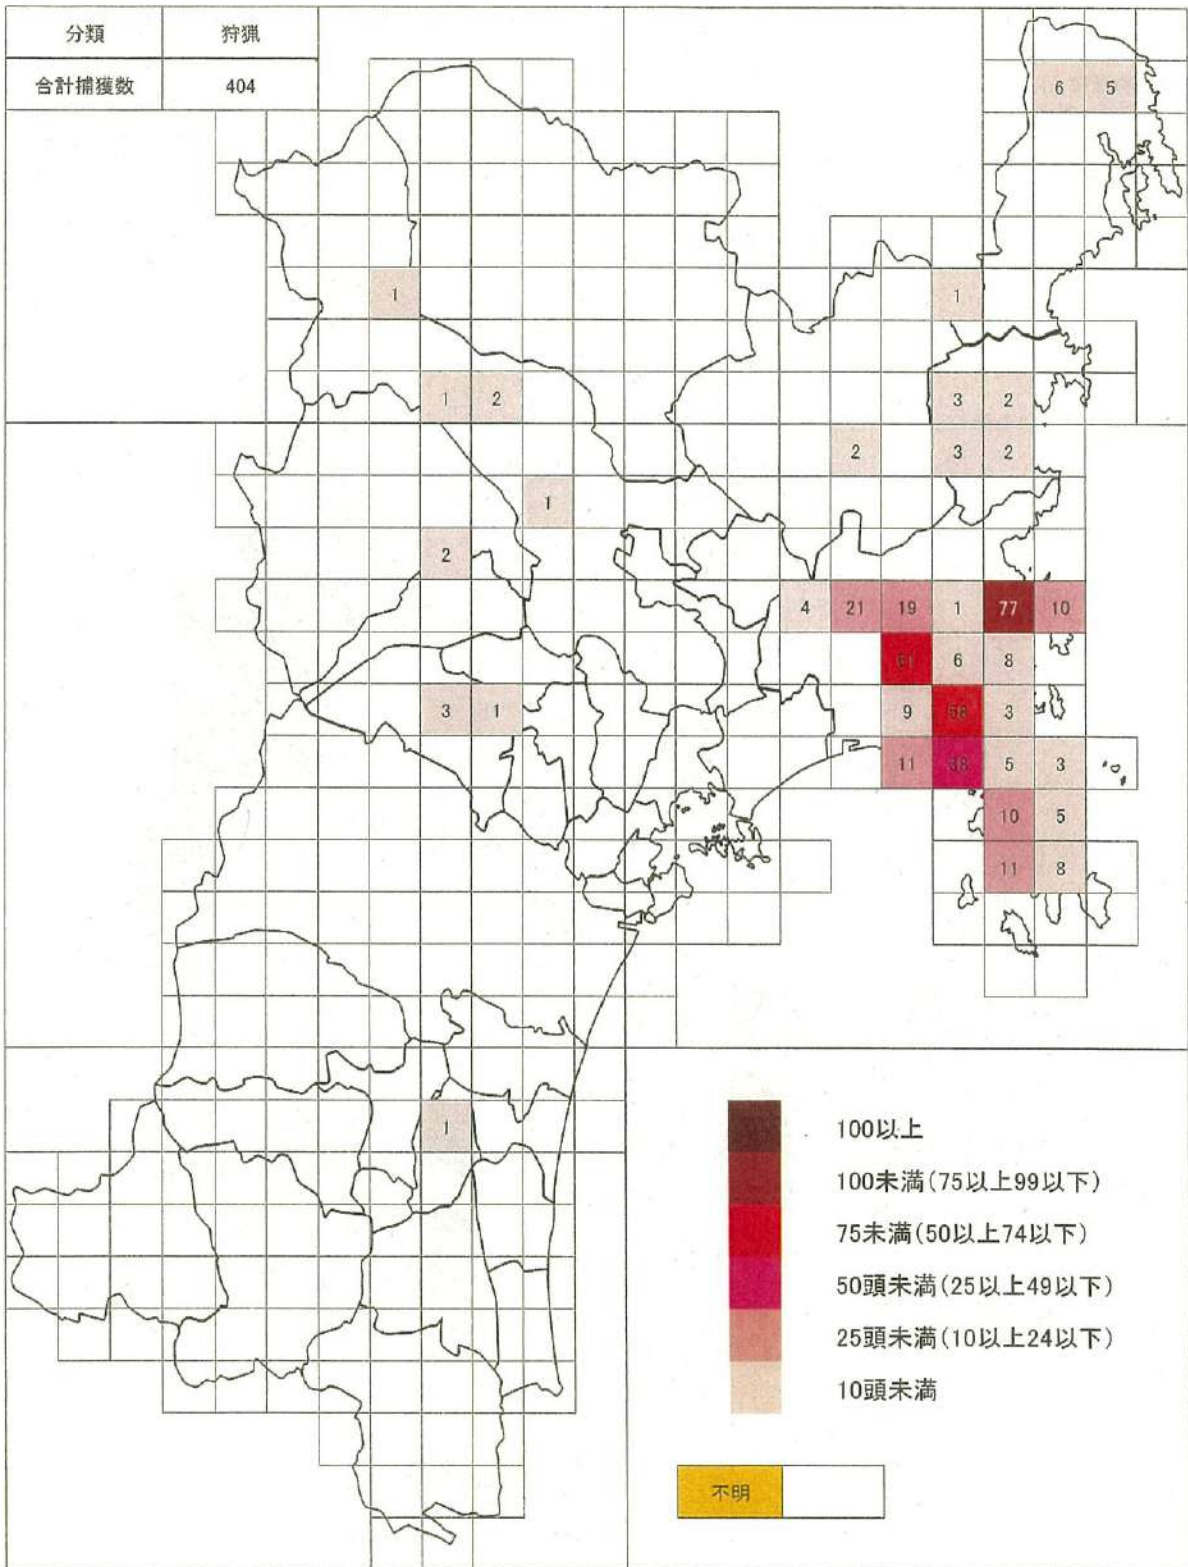 分類 狩猟
合計捕獲数 404
6 5
1 1
1 2 3 2
2 3 2
1
2
4 21 19 1 77 10
61 6 8
3 1 9 58 3
11 38 5 3
10 5
11 8
1
100以上
100未満(75以上99以下)
75未満(50以上74以下)
50頭未満(25以上49以下)
25頭未満(10以上24以下)
10頭未満
不明